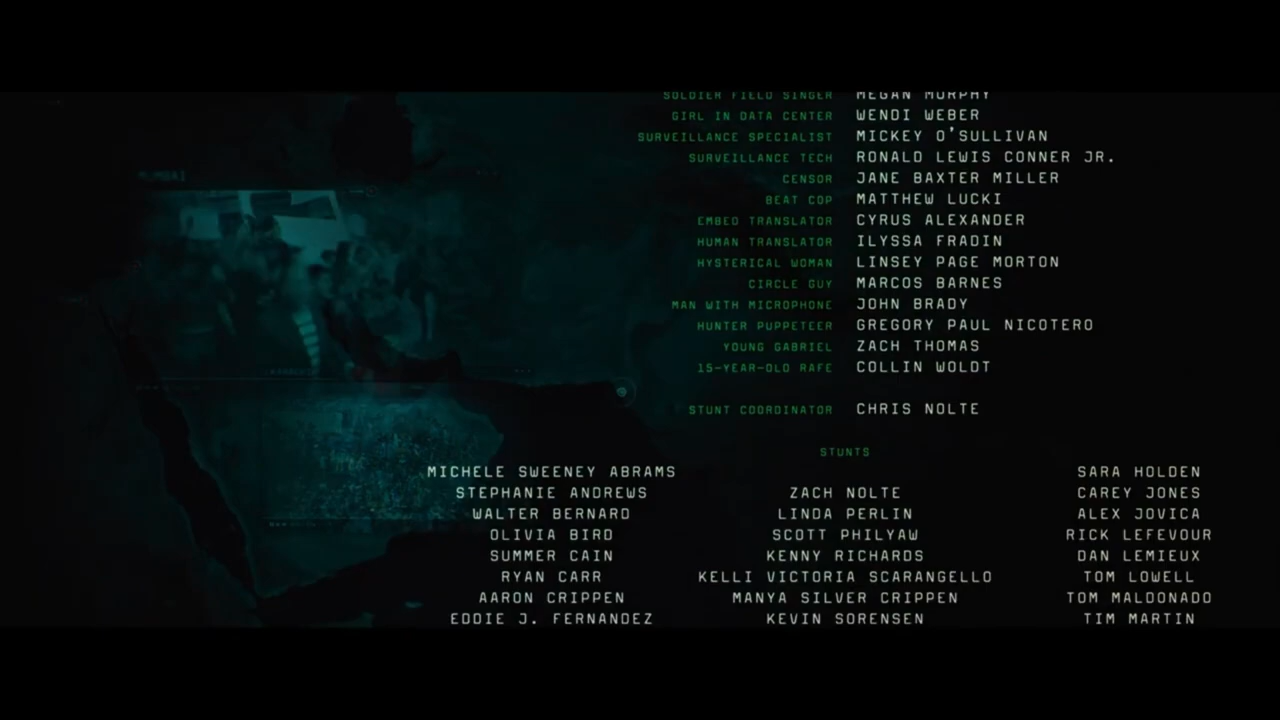 SOLDIER FIELD SINGER MEGAN MURPHY
GIRL IN DATA CENTER WENDI WEBER
SURVEILLANCE SPECIALIST MICKEY O'SULLIVAN
SURVEILLANCE TECH RONALD LEWIS CONNER JR.
CENSOR JANE BAXTER MILLER
BEAT COP MATTHEW LUCKI
EMBED TRANSLATOR CYRUS ALEXANDER
HUMAN TRANSLATOR ILYSSA FRADIN
HYSTERICAL WOMAN LINSEY PAGE MORTON
CIRCLE GUY MARCOS BARNES
MAN WITH MICROPHONE JOHN BRADY
HUNTER PUPPETEER GREGORY PAUL NICOTERO
YOUNG GABRIEL ZACH THOMAS
15-YEAR-OLD RAFE COLLIN WOLDT
STUNT COORDINATOR CHRIS NOLTE
STUNTS
MICHELE SWEENEY ABRAMS SARA HOLDEN
STEPHANIE ANDREWS ZACH NOLTE CAREY JONES
WALTER BERNARD LINDA PERLIN ALEX JOVICA
OLIVIA BIRD SCOTT PHILYAW RICK LEFEVOUR
SUMMER CAIN KENNY RICHARDS DAN LEMIEUX
RYAN CARR KELLI VICTORIA SCARANGELLO TOM LOWELL
AARON CRIPPEN MANYA SILVER CRIPPEN TOM MALDONADO
EDDIE J. FERNANDEZ KEVIN SORENSEN TIM MARTIN